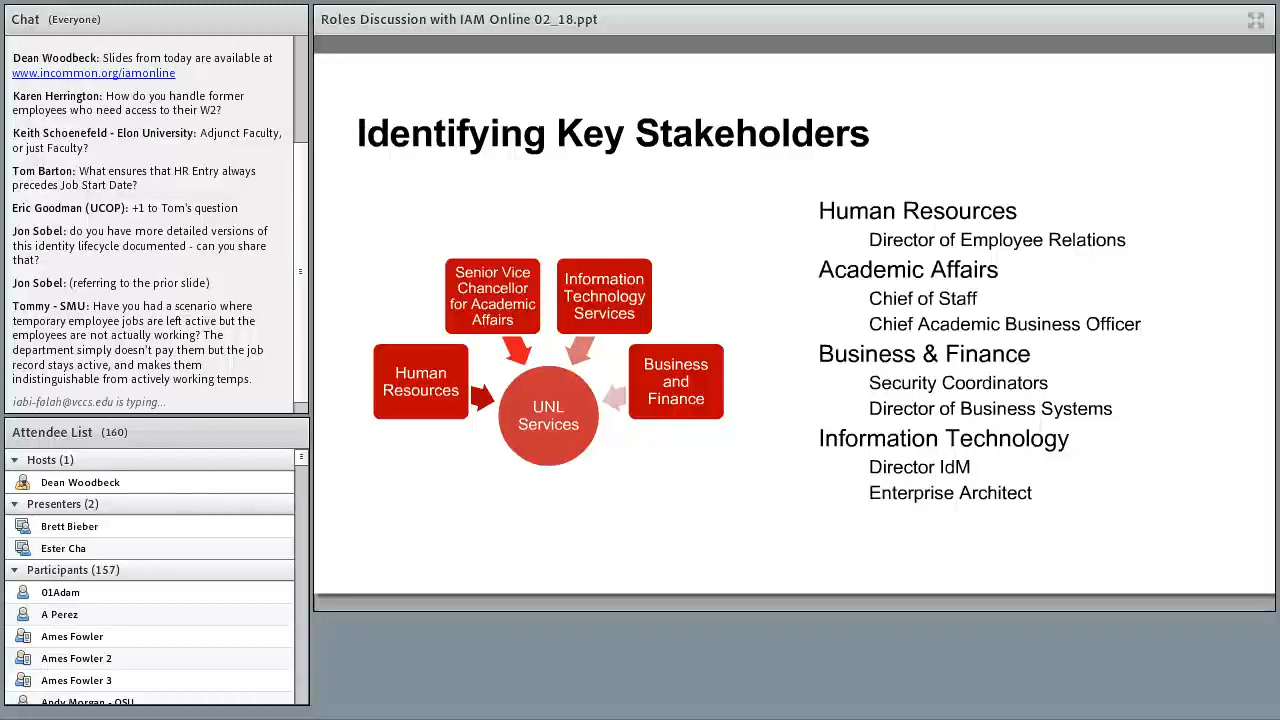 Chat (Everyone)
Dean Woodbeck: Slides from today are available at
www.incommon.org/iamonline
Karen Herrington: How do you handle former
employees who need access to their W2?
Keith Schoenefeld - Elon University: Adjunct Faculty,
or just Faculty?
Tom Barton: What ensures that HR Entry always
precedes Job Start Date?
Eric Goodman (UCOP): +1 to Tom's question
Jon Sobel: do you have more detailed versions of
this identity lifecycle documented - can you share
that?
Jon Sobel: (referring to the prior slide)
Tommy - SMU: Have you had a scenario where
temporary employee jobs are left active but the
employees are not actually working? The
department simply doesn't pay them but the job
record stays active, and makes them
indistinguishable from actively working temps.
iabi-falah@vccs.edu is typing...
Attendee List (160)
Hosts (1)
Dean Woodbeck
Presenters (2)
Brett Bieber
Ester Cha
Participants (157)
01Adam
A Perez
Ames Fowler
Ames Fowler 2
Ames Fowler 3
Andy Morgan - OSU
Roles Discussion with IAM Online 02_18.ppt
Identifying Key Stakeholders
Senior Vice
Chancellor
for Academic
Affairs
Information
Technology
Services
Human
Resources
Business
and
Finance
UNL
Services
Human Resources
Director of Employee Relations
Academic Affairs
Chief of Staff
Chief Academic Business Officer
Business & Finance
Security Coordinators
Director of Business Systems
Information Technology
Director IdM
Enterprise Architect